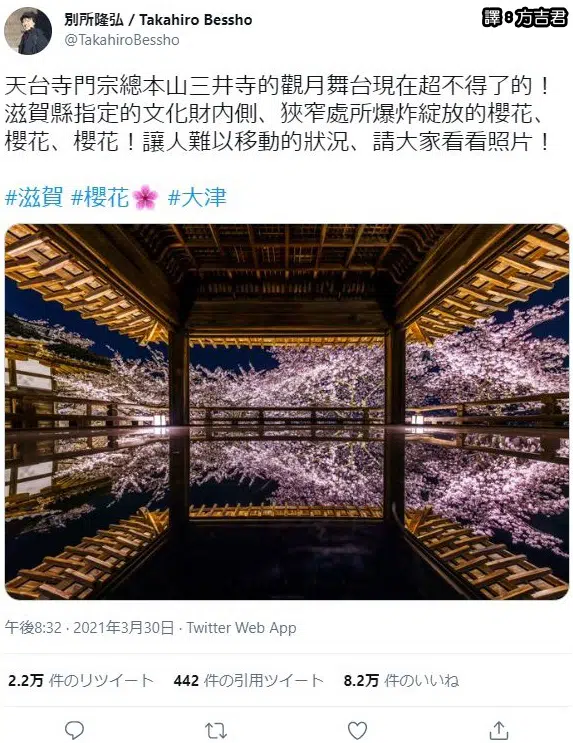 別所隆弘 / Takahiro Bessho
@TakahiroBessho
譯:方吉君
天台寺門宗總本山三井寺的觀月舞台現在超不得了的！
滋賀縣指定的文化財內側、狹窄處所爆炸綻放的櫻花、
櫻花、櫻花！讓人難以移動的狀況、請大家看看照片！
#滋賀 #櫻花🌸 #大津
午後8:32 · 2021年3月30日 · Twitter Web App
2.2万 件のリツイート 442 件の引用ツイート 8.2万 件のいいね